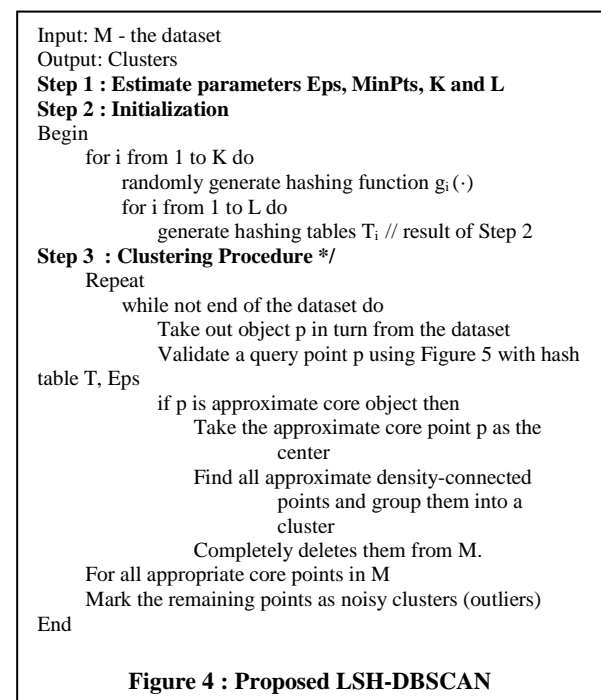 Input: M - the dataset
Output: Clusters
Step 1 : Estimate parameters Eps, MinPts, K and L
Step 2 : Initialization
Begin
for i from 1 to K do
randomly generate hashing function gᵢ (·)
for i from 1 to L do
generate hashing tables Tᵢ // result of Step 2
Step 3 : Clustering Procedure */
Repeat
while not end of the dataset do
Take out object p in turn from the dataset
Validate a query point p using Figure 5 with hash
table T, Eps
if p is approximate core object then
Take the approximate core point p as the
center
Find all approximate density-connected
points and group them into a
cluster
Completely deletes them from M.
For all appropriate core points in M
Mark the remaining points as noisy clusters (outliers)
End
Figure 4 : Proposed LSH-DBSCAN